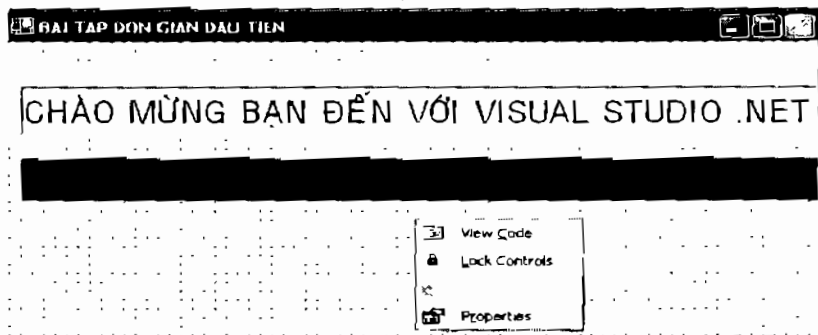 BAI TAP DON GIAN DAU TIEN
CHÀO MỪNG BẠN ĐẾN VỚI VISUAL STUDIO .NET
View Code
Lock Controls
Properties